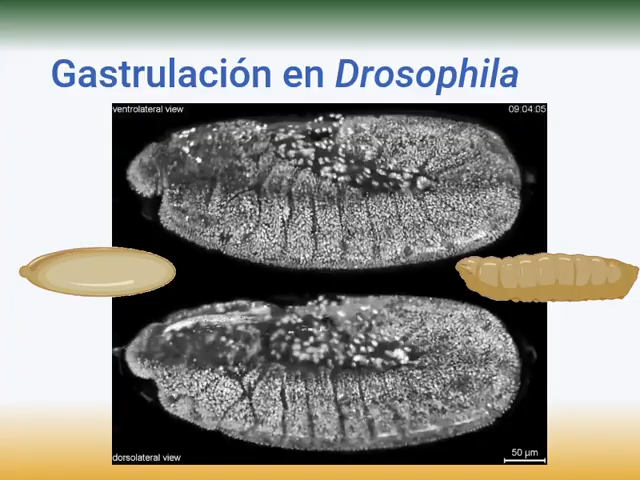 Gastrulación en Drosophila
ventrolateral view
09:04:05
dorsolateral view
50 μm